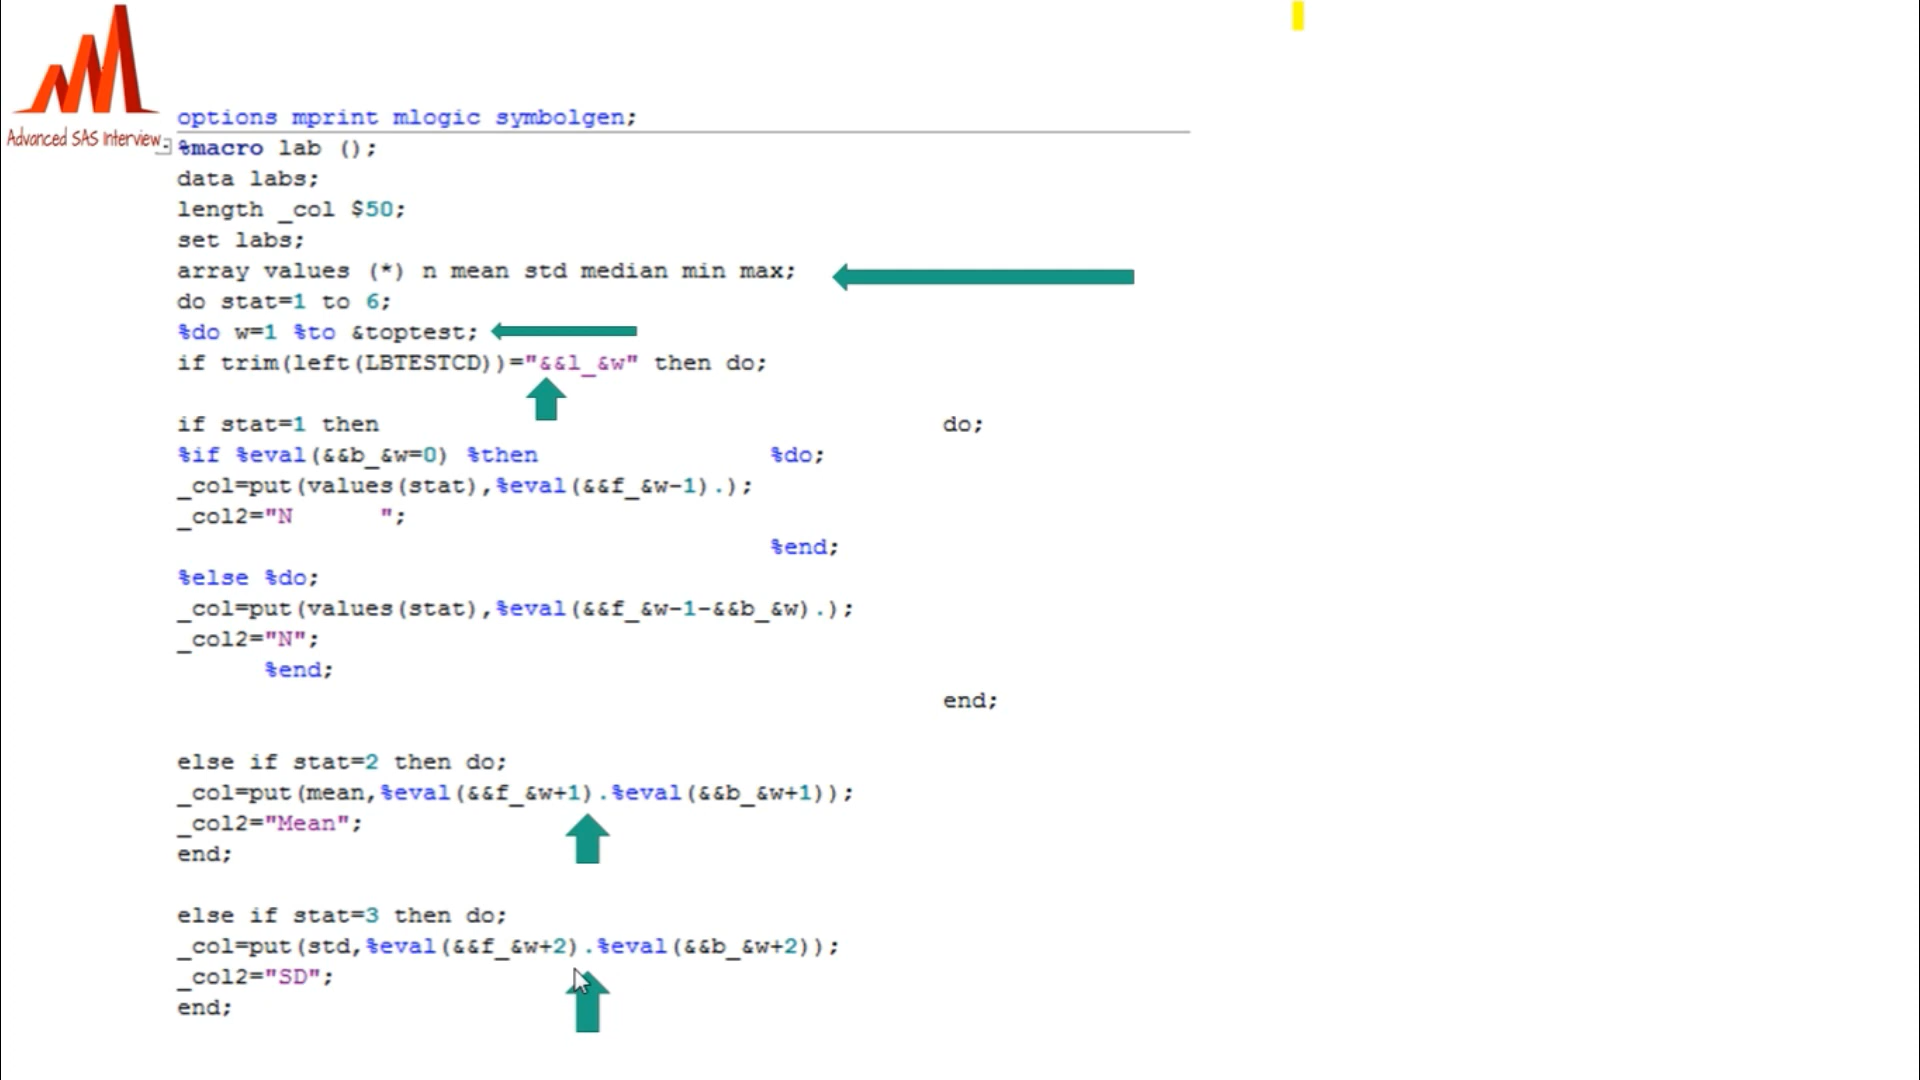 Advanced SAS Interview
options mprint mlogic symbolgen;
%macro lab ();
data labs;
length _col $50;
set labs;
array values (*) n mean std median min max;
do stat=1 to 6;
%do w=1 %to &toptest;
if trim(left(LBTESTCD))="&&l_&w" then do;
if stat=1 then do;
%if %eval(&&b_&w=0) %then %do;
_col=put(values(stat),%eval(&&f_&w-1).);
_col2="N      ";
%end;
%else %do;
_col=put(values(stat),%eval(&&f_&w-1-&&b_&w).);
_col2="N";
%end;
end;
else if stat=2 then do;
_col=put(mean,%eval(&&f_&w+1).%eval(&&b_&w+1));
_col2="Mean";
end;
else if stat=3 then do;
_col=put(std,%eval(&&f_&w+2).%eval(&&b_&w+2));
_col2="SD";
end;